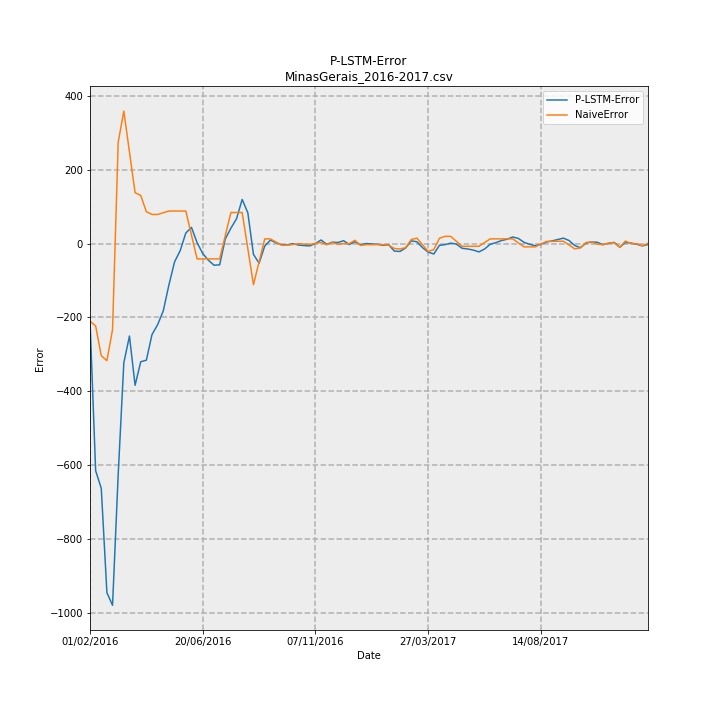 P-LSTM-Error
MinasGerais_2016-2017.csv
P-LSTM-Error
NaiveError
400
200
0
−200
−400
−600
−800
−1000
Error
01/02/2016
20/06/2016
07/11/2016
27/03/2017
14/08/2017
Date